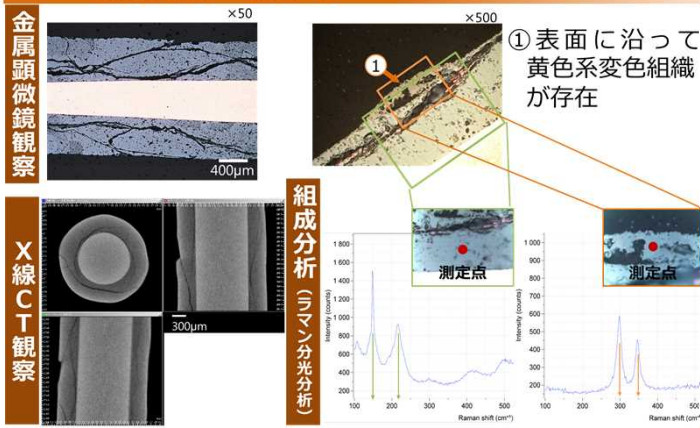 金属顕微鏡観察
×50
400μm
×500
①
①表面に沿って
黄色系変色組織
が存在
X線CT観察
300μm
組成分析(ラマン分光分析)
測定点
1 800
1 600
1 400
1 200
1 000
800
600
400
200
Intensity (counts)
100
200
300
400
500
Raman shift (cm⁻¹)
測定点
1 000
800
600
400
200
Intensity (counts)
100
200
300
400
500
Raman shift (cm⁻¹)